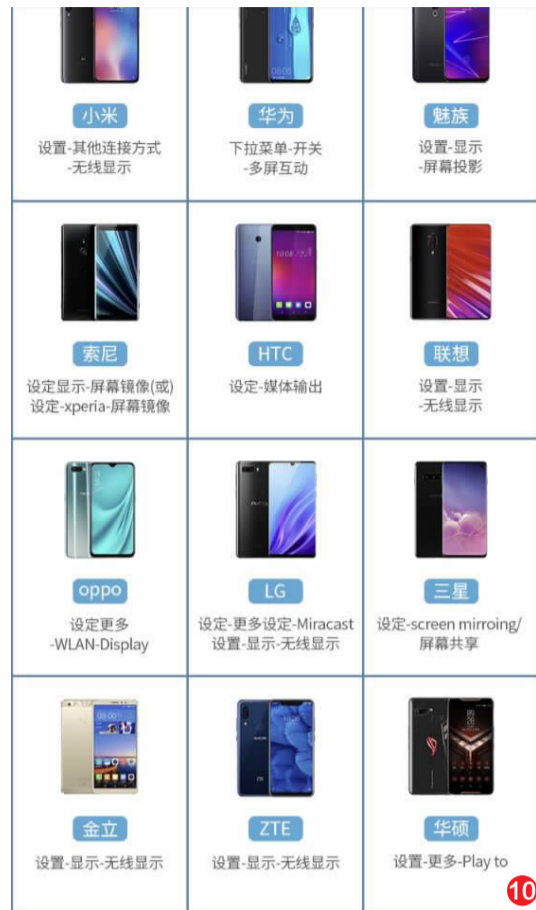 小米
设置-其他连接方式
-无线显示
华为
下拉菜单-开关
-多屏互动
魅族
设置-显示
-屏幕投影
索尼
设定显示-屏幕镜像(或)
设定-xperia-屏幕镜像
HTC
设定-媒体输出
联想
设置-显示
-无线显示
oppo
设定更多
-WLAN-Display
LG
设定-更多设定-Miracast
设置-显示-无线显示
三星
设定-screen mirroing/
屏幕共享
金立
设置-显示-无线显示
ZTE
设置-显示-无线显示
华硕
设置-更多-Play to
10